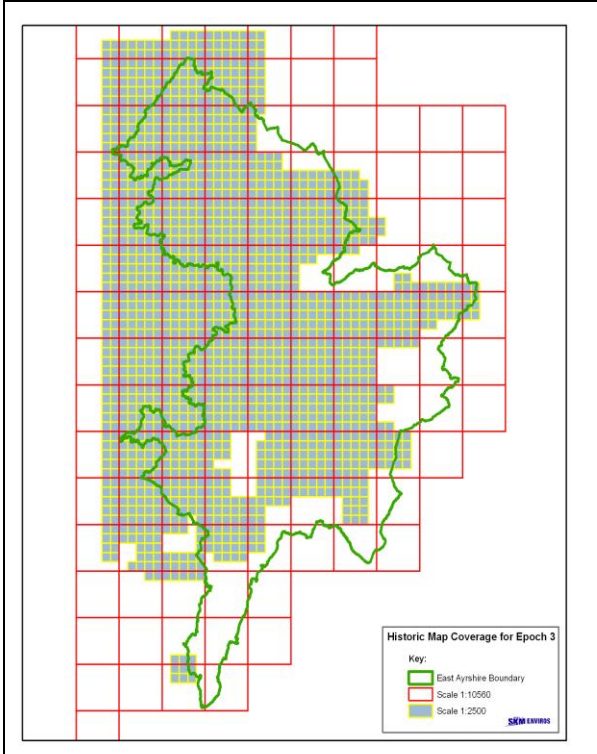 Historic Map Coverage for Epoch 3
Key:
East Ayrshire Boundary
Scale 1:10560
Scale 1:2500
SKM ENVIROS